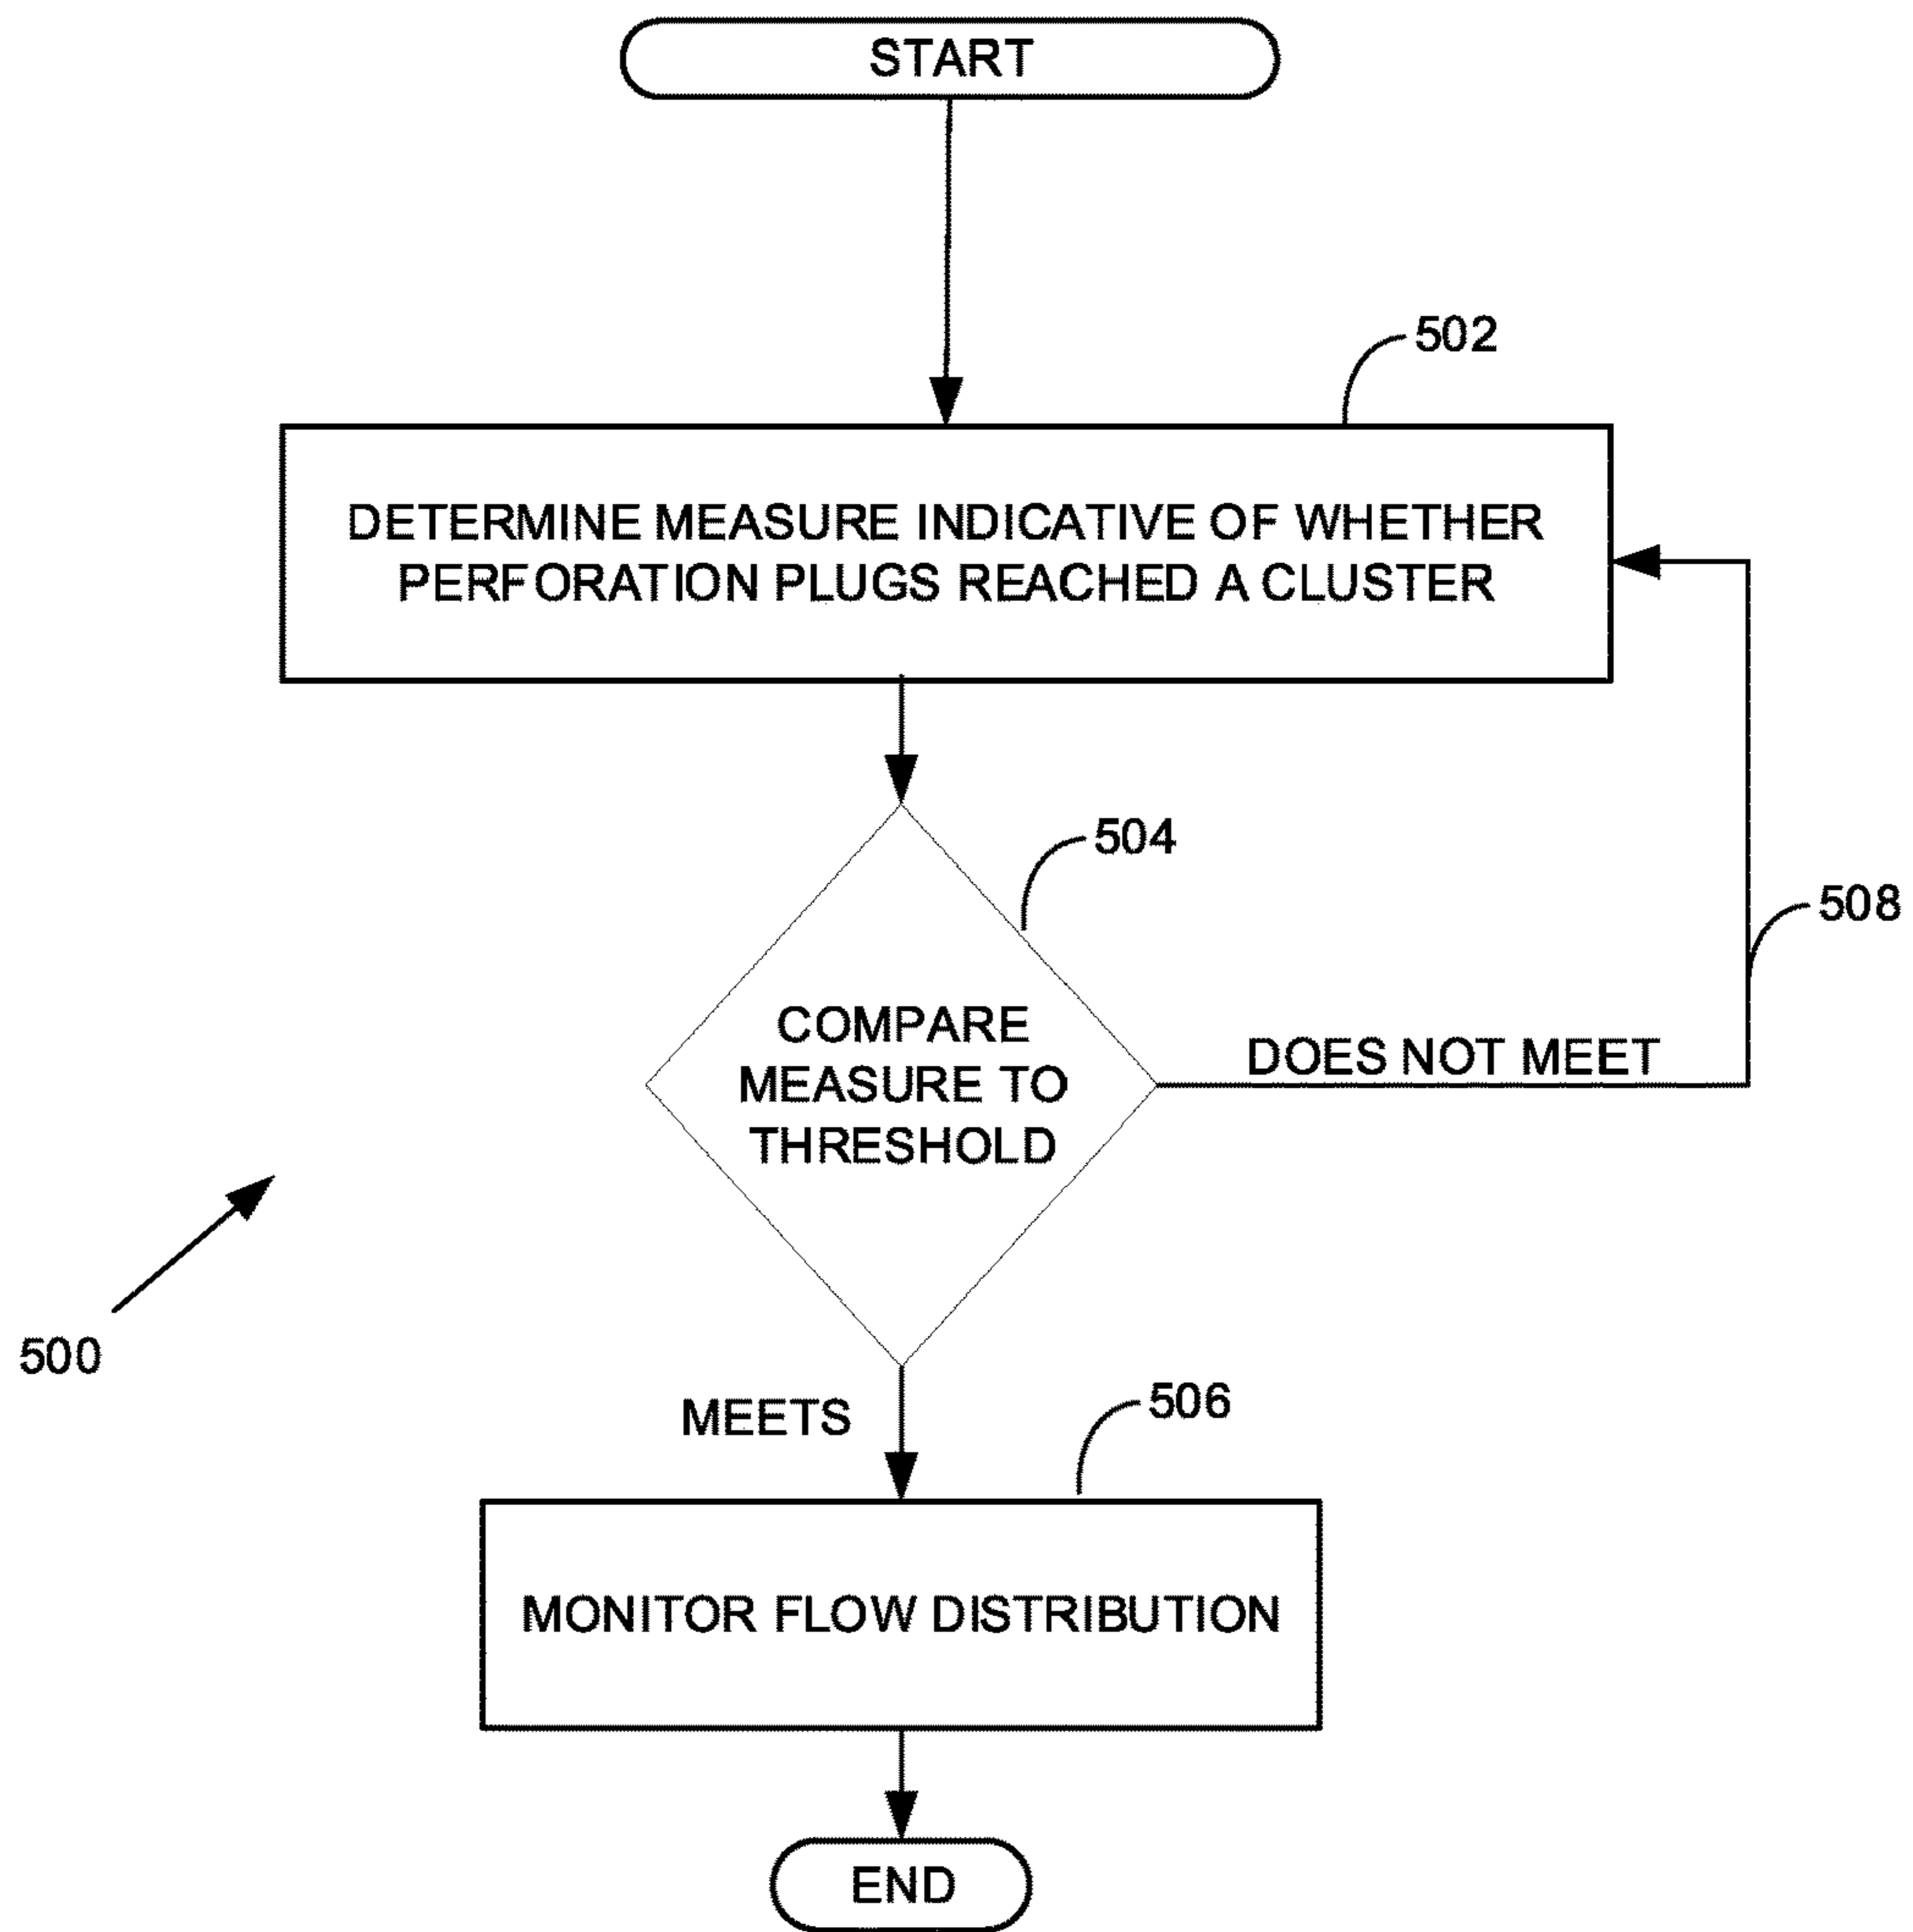 START
502
DETERMINE MEASURE INDICATIVE OF WHETHER
PERFORATION PLUGS REACHED A CLUSTER
504
508
COMPARE
MEASURE TO
THRESHOLD
DOES NOT MEET
500
MEETS
506
MONITOR FLOW DISTRIBUTION
END